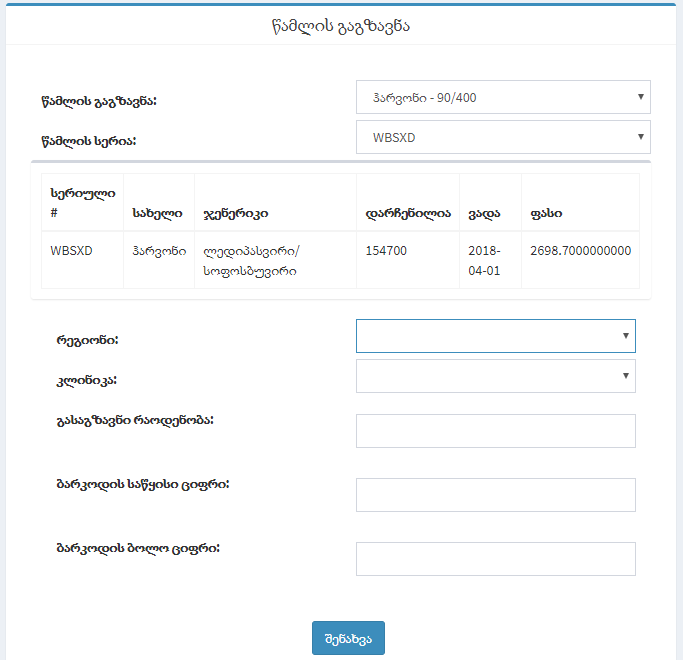 წამლის გაგზავნა
წამლის გაგზავნა: ჰარვონი - 90/400
წამლის სერია: WBSXD
სერიული
# სახელი ჯენერიკი დარჩენილია ვადა ფასი
WBSXD ჰარვონი ლედიპასვირი/ 154700 2018- 2698.7000000000
სოფოსბუვირი 04-01
რეგიონი:
კლინიკა:
გასაგზავნი რაოდენობა:
ბარკოდის საწყისი ციფრი:
ბარკოდის ბოლო ციფრი:
შენახვა